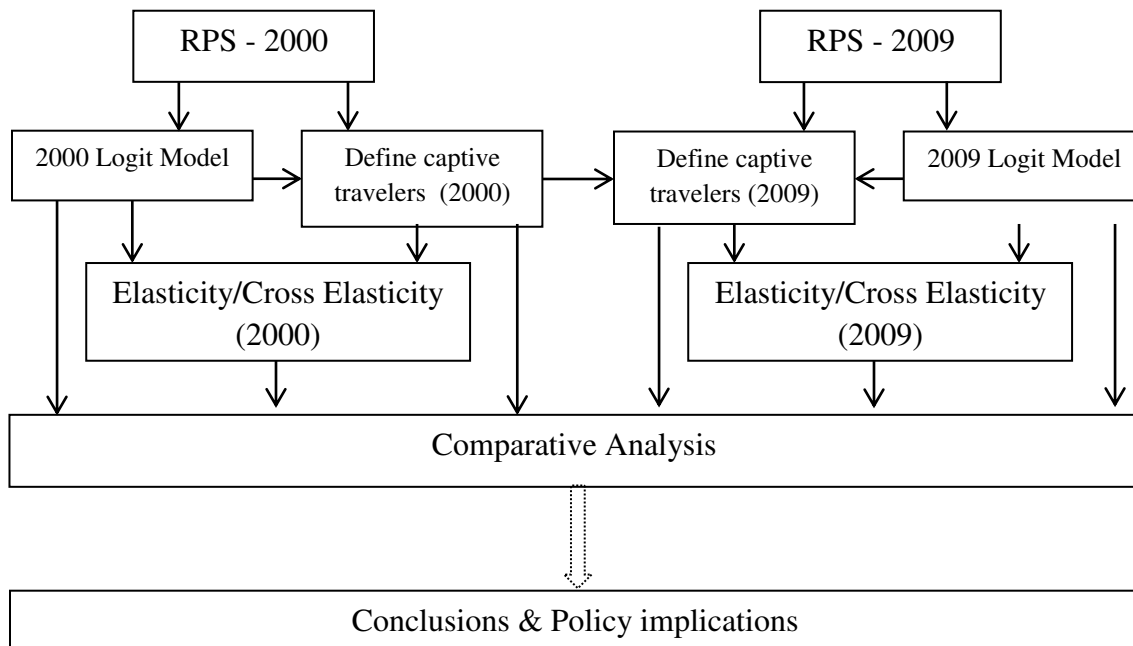 RPS - 2000
RPS - 2009
2000 Logit Model
Define captive
travelers (2000)
Define captive
travelers (2009)
2009 Logit Model
Elasticity/Cross Elasticity
(2000)
Elasticity/Cross Elasticity
(2009)
Comparative Analysis
Conclusions & Policy implications